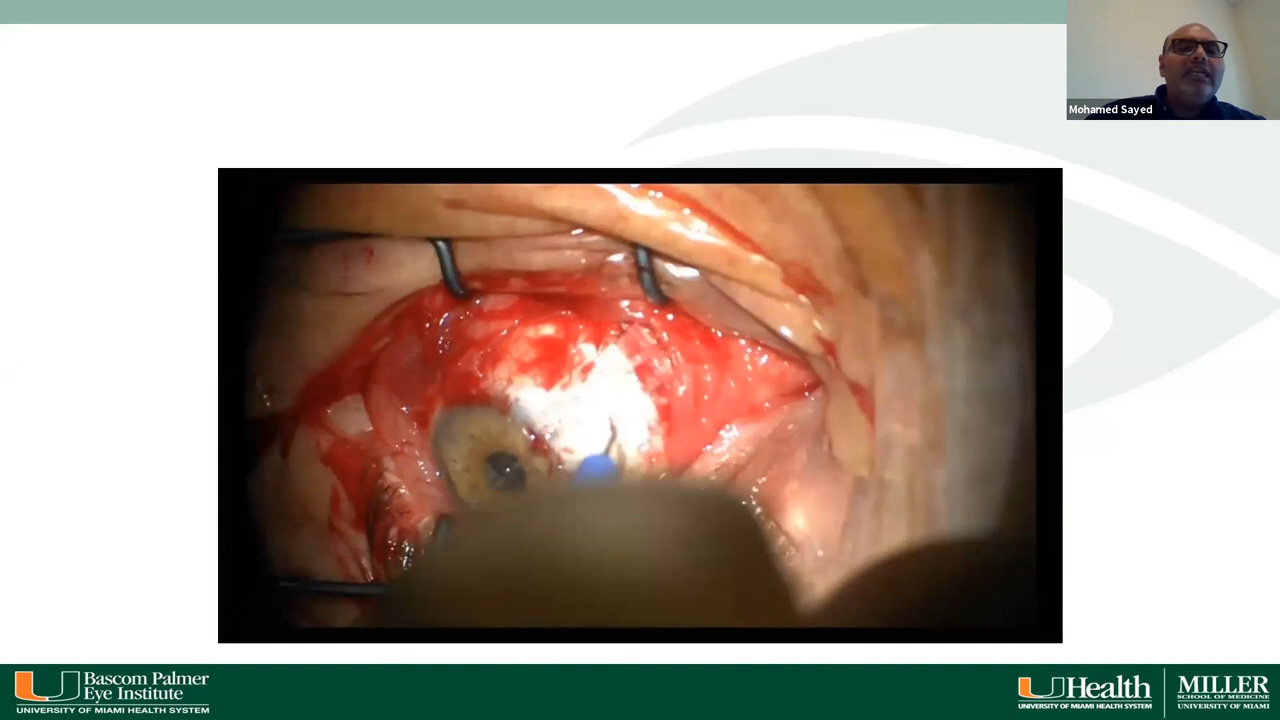 Mohamed Sayed
Bascom Palmer
Eye Institute
UNIVERSITY OF MIAMI HEALTH SYSTEM
UHealth
UNIVERSITY OF MIAMI HEALTH SYSTEM
MILLER
SCHOOL OF MEDICINE
UNIVERSITY OF MIAMI